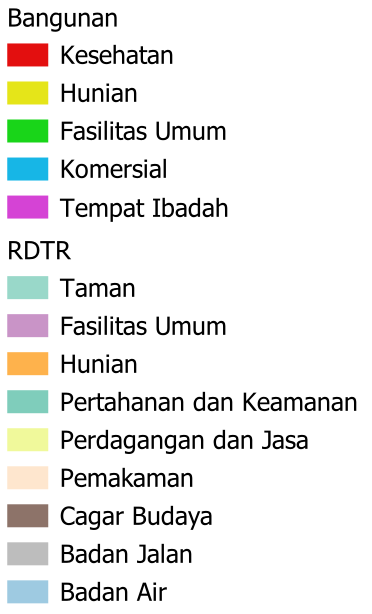 Bangunan
Kesehatan
Hunian
Fasilitas Umum
Komersial
Tempat Ibadah
RDTR
Taman
Fasilitas Umum
Hunian
Pertahanan dan Keamanan
Perdagangan dan Jasa
Pemakaman
Cagar Budaya
Badan Jalan
Badan Air